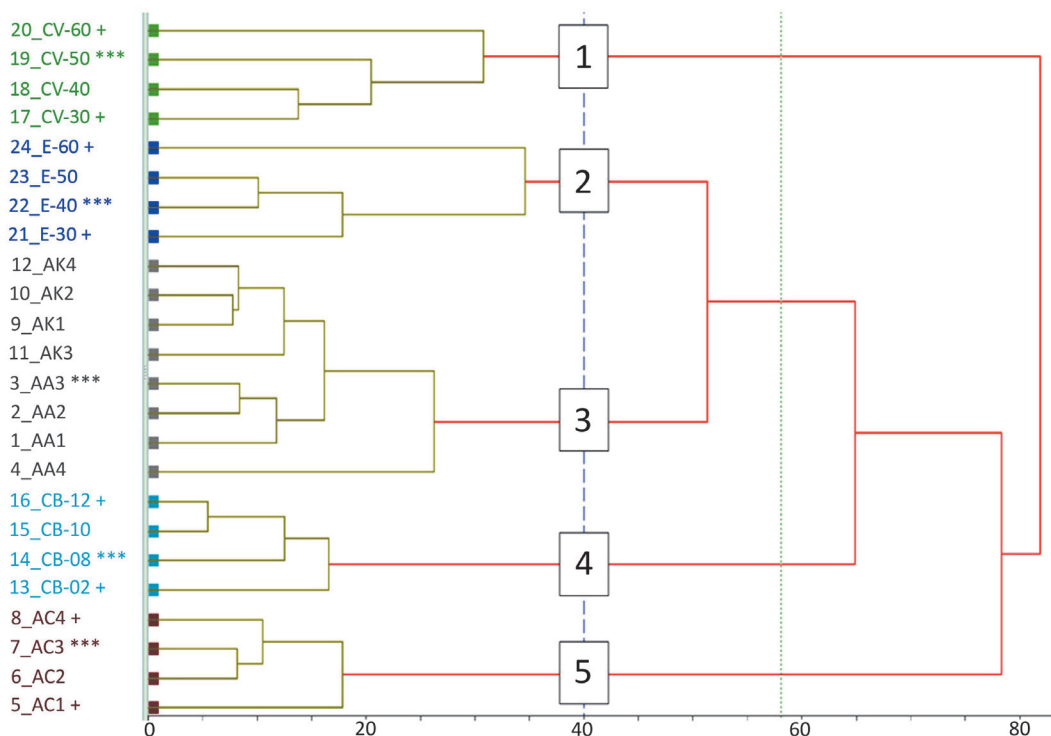 20_CV-60 +
19_CV-50 ***
18_CV-40
17_CV-30 +
24_E-60 +
23_E-50
22_E-40 ***
21_E-30 +
12_AK4
10_AK2
9_AK1
11_AK3
3_AA3 ***
2_AA2
1_AA1
4_AA4
16_CB-12 +
15_CB-10
14_CB-08 ***
13_CB-02 +
8_AC4 +
7_AC3 ***
6_AC2
5_AC1 +
1
2
3
4
5
0 20 40 60 80